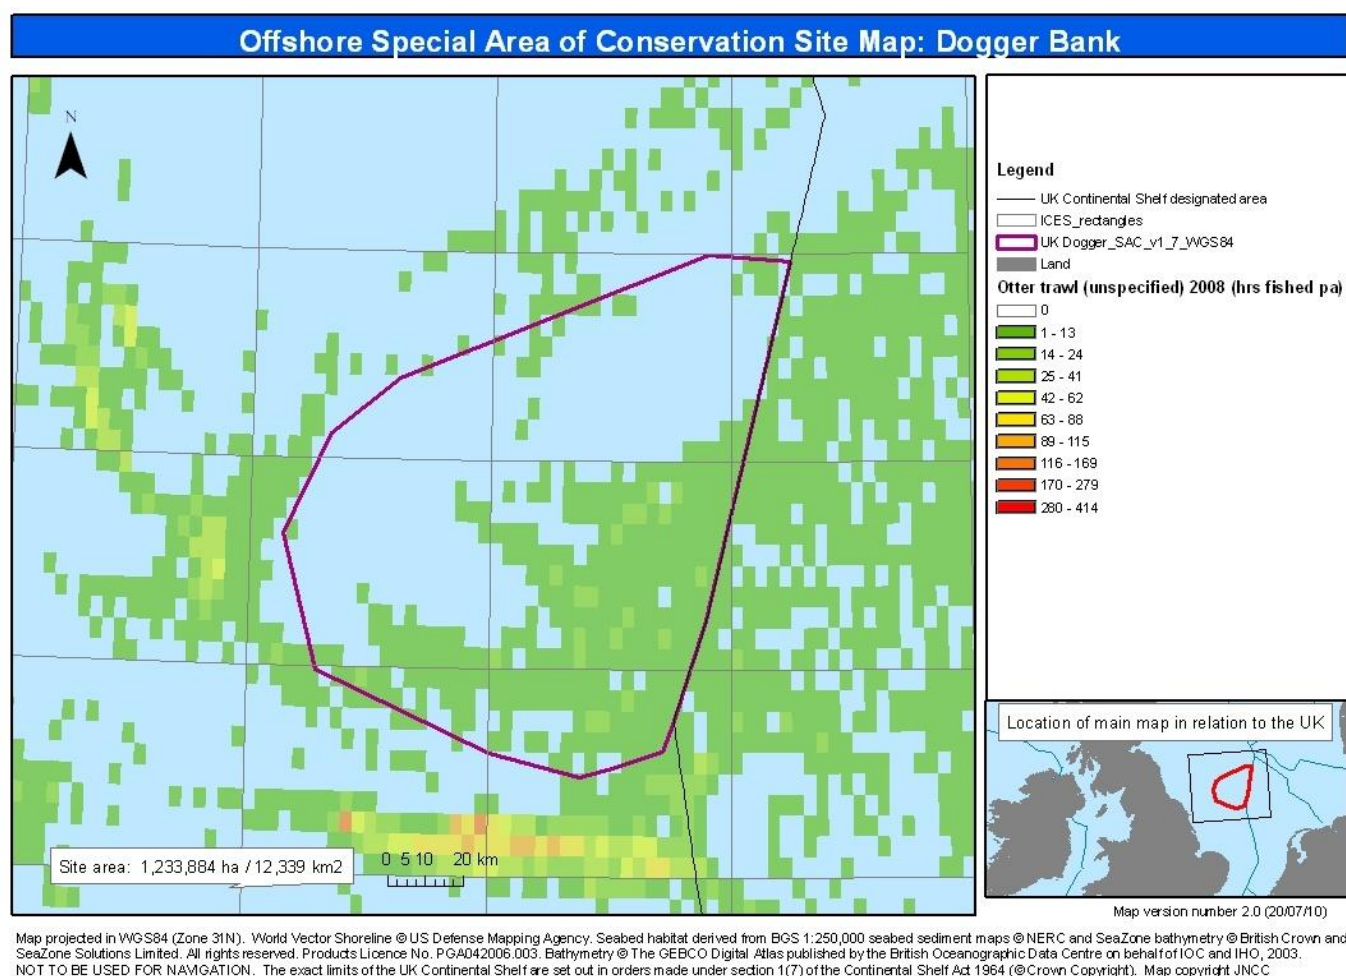 Offshore Special Area of Conservation Site Map: Dogger Bank
N
Legend
UK Continental Shelf designated area
ICES_rectangles
UK Dogger_SAC_v1_7_WGS84
Land
Otter trawl (unspecified) 2008 (hrs fished pa)
0
1 - 13
14 - 24
25 - 41
42 - 62
63 - 88
89 - 115
116 - 169
170 - 279
280 - 414
Location of main map in relation to the UK
Site area: 1,233,884 ha / 12,339 km2
0 5 10 20 km
Map version number 2.0 (20/07/10)
Map projected in WGS84 (Zone 31N). World Vector Shoreline © US Defense Mapping Agency. Seabed habitat derived from BGS 1:250,000 seabed sediment maps © NERC and SeaZone bathymetry © British Crown and
SeaZone Solutions Limited. All rights reserved. Products Licence No. PGA042006.003. Bathymetry © The GEBCO Digital Atlas published by the British Oceanographic Data Centre on behalf of IOC and IHO, 2003.
NOT TO BE USED FOR NAVIGATION. The exact limits of the UK Continental Shelf are set out in orders made under section 1(7) of the Continental Shelf Act 1964 (© Crown Copyright). Map copyright JNCC